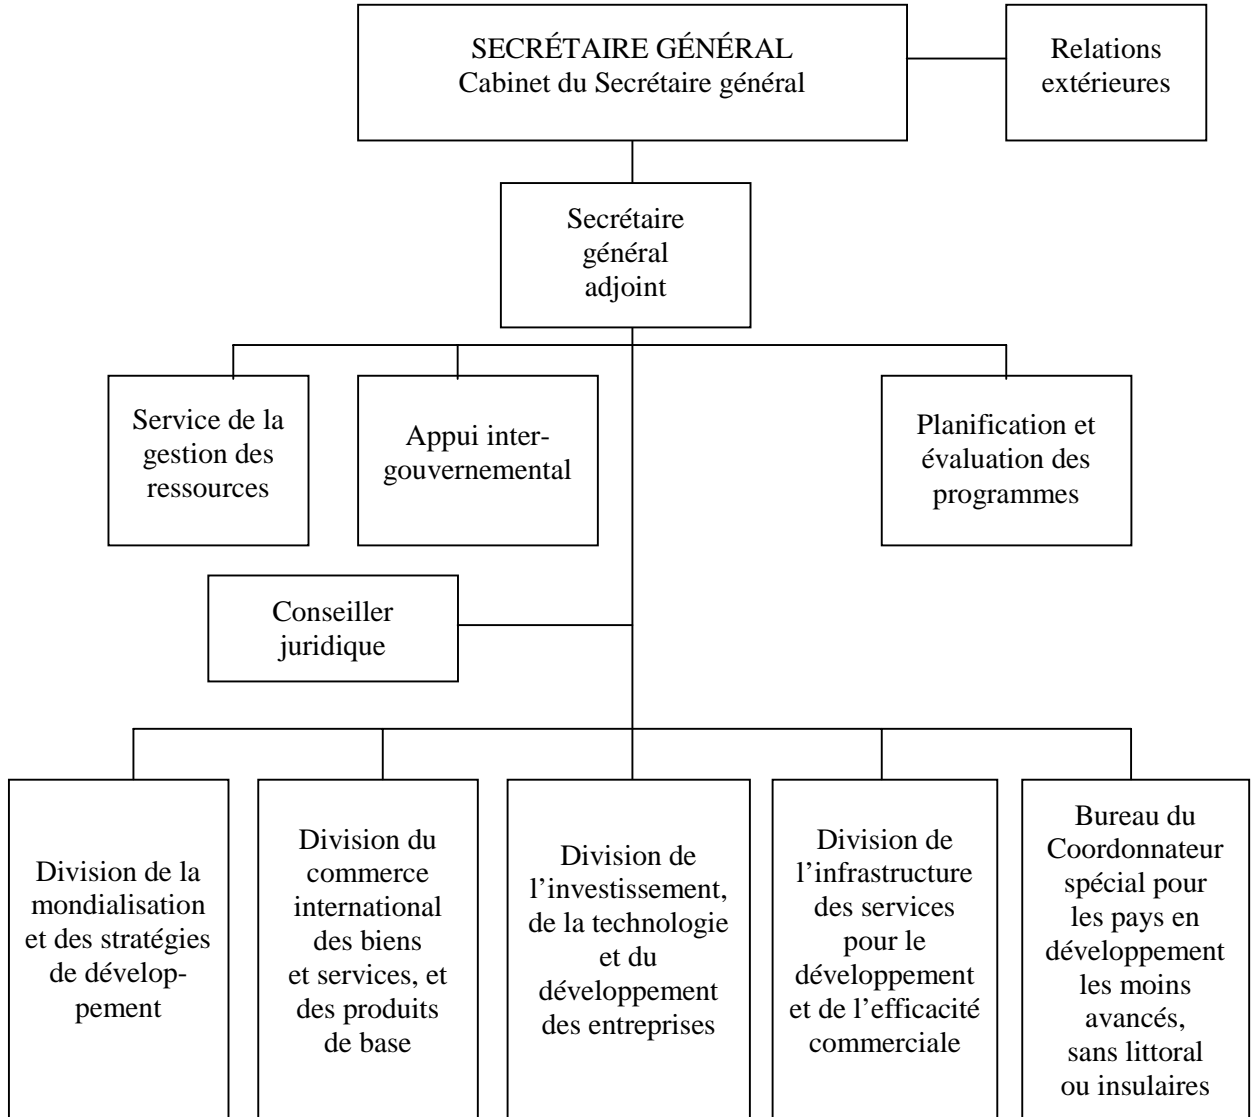 SECRÉTAIRE GÉNÉRAL
Cabinet du Secrétaire général
Relations
extérieures
Secrétaire
général
adjoint
Service de la
gestion des
ressources
Appui inter-
gouvernemental
Planification et
évaluation des
programmes
Conseiller
juridique
Division de la
mondialisation
et des stratégies
de dévelop-
pement
Division du
commerce
international
des biens
et services, et
des produits
de base
Division de
l’investissement,
de la technologie
et du
développement
des entreprises
Division de
l’infrastructure
des services
pour le
développement
et de l’efficacité
commerciale
Bureau du
Coordonnateur
spécial pour
les pays en
développement
les moins
avancés,
sans littoral
ou insulaires